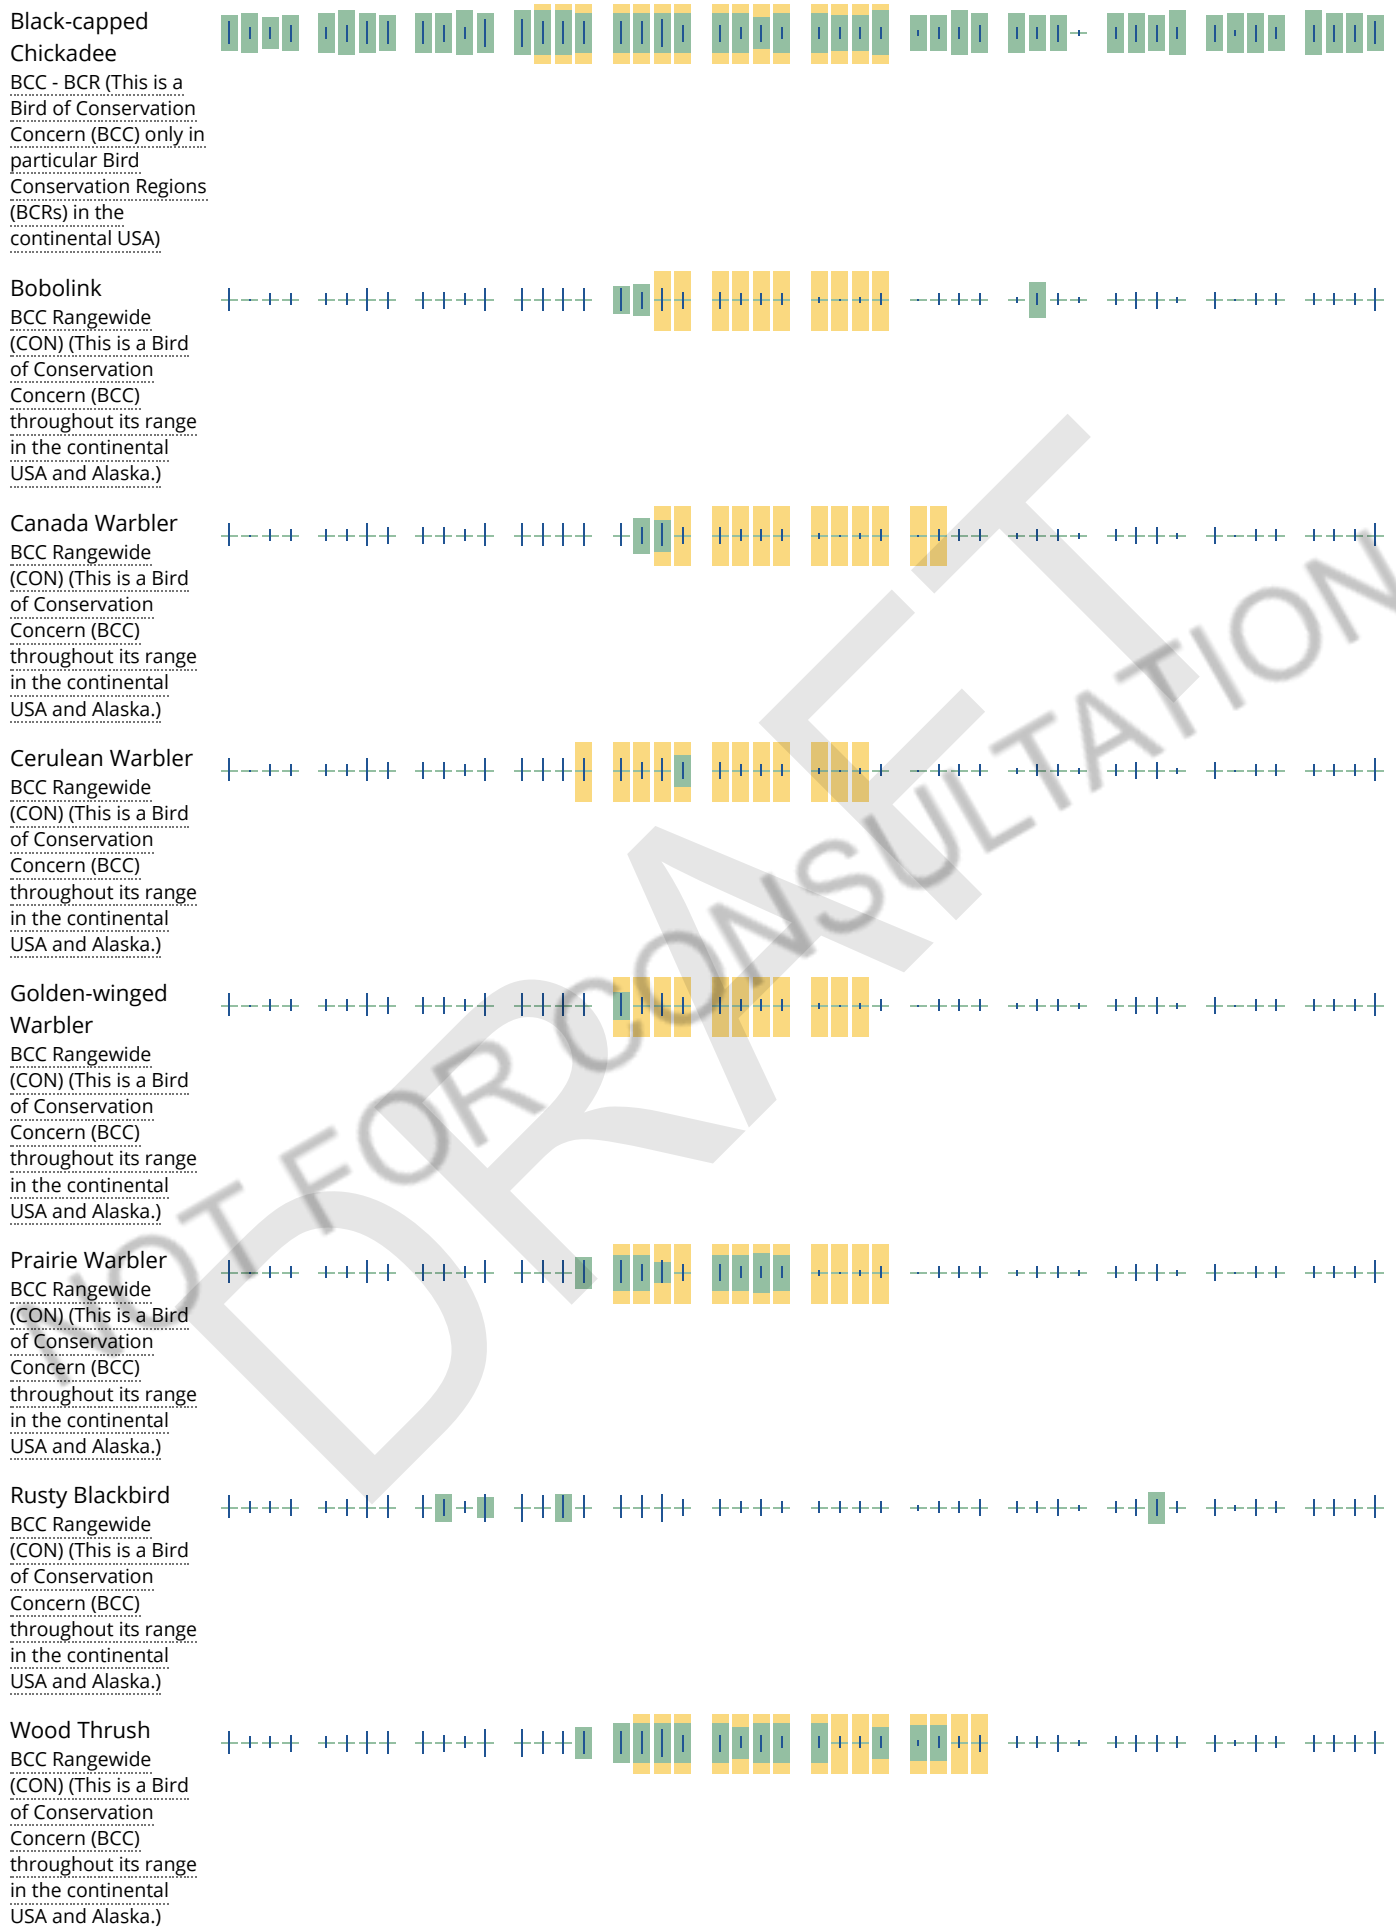 Black-capped
Chickadee
BCC - BCR (This is a
Bird of Conservation
Concern (BCC) only in
particular Bird
Conservation Regions
(BCRs) in the
continental USA)
Bobolink
BCC Rangewide
(CON) (This is a Bird
of Conservation
Concern (BCC)
throughout its range
in the continental
USA and Alaska.)
Canada Warbler
BCC Rangewide
(CON) (This is a Bird
of Conservation
Concern (BCC)
throughout its range
in the continental
USA and Alaska.)
Cerulean Warbler
BCC Rangewide
(CON) (This is a Bird
of Conservation
Concern (BCC)
throughout its range
in the continental
USA and Alaska.)
Golden-winged
Warbler
BCC Rangewide
(CON) (This is a Bird
of Conservation
Concern (BCC)
throughout its range
in the continental
USA and Alaska.)
Prairie Warbler
BCC Rangewide
(CON) (This is a Bird
of Conservation
Concern (BCC)
throughout its range
in the continental
USA and Alaska.)
Rusty Blackbird
BCC Rangewide
(CON) (This is a Bird
of Conservation
Concern (BCC)
throughout its range
in the continental
USA and Alaska.)
Wood Thrush
BCC Rangewide
(CON) (This is a Bird
of Conservation
Concern (BCC)
throughout its range
in the continental
USA and Alaska.)
NOT FOR CONSULTATION
DRAFT